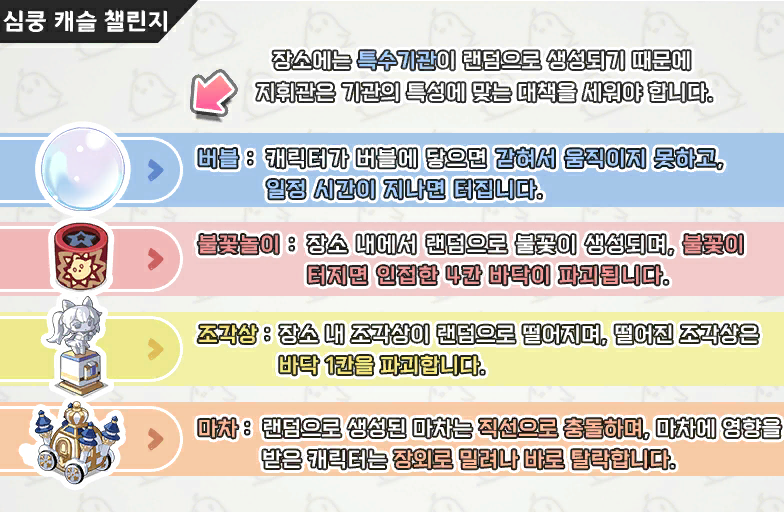 심쿵 캐슬 챌린지
장소에는 특수기관이 랜덤으로 생성되기 때문에
지휘관은 기관의 특성에 맞는 대책을 세워야 합니다.
버블 : 캐릭터가 버블에 닿으면 갇혀서 움직이지 못하고,
일정 시간이 지나면 터집니다.
불꽃놀이 : 장소 내에서 랜덤으로 불꽃이 생성되며, 불꽃이
터지면 인접한 4칸 바닥이 파괴됩니다.
조각상 : 장소 내 조각상이 랜덤으로 떨어지며, 떨어진 조각상은
바닥 1칸을 파괴합니다.
마차 : 랜덤으로 생성된 마차는 직선으로 충돌하며, 마차에 영향을
받은 캐릭터는 장외로 밀려나 바로 탈락합니다.